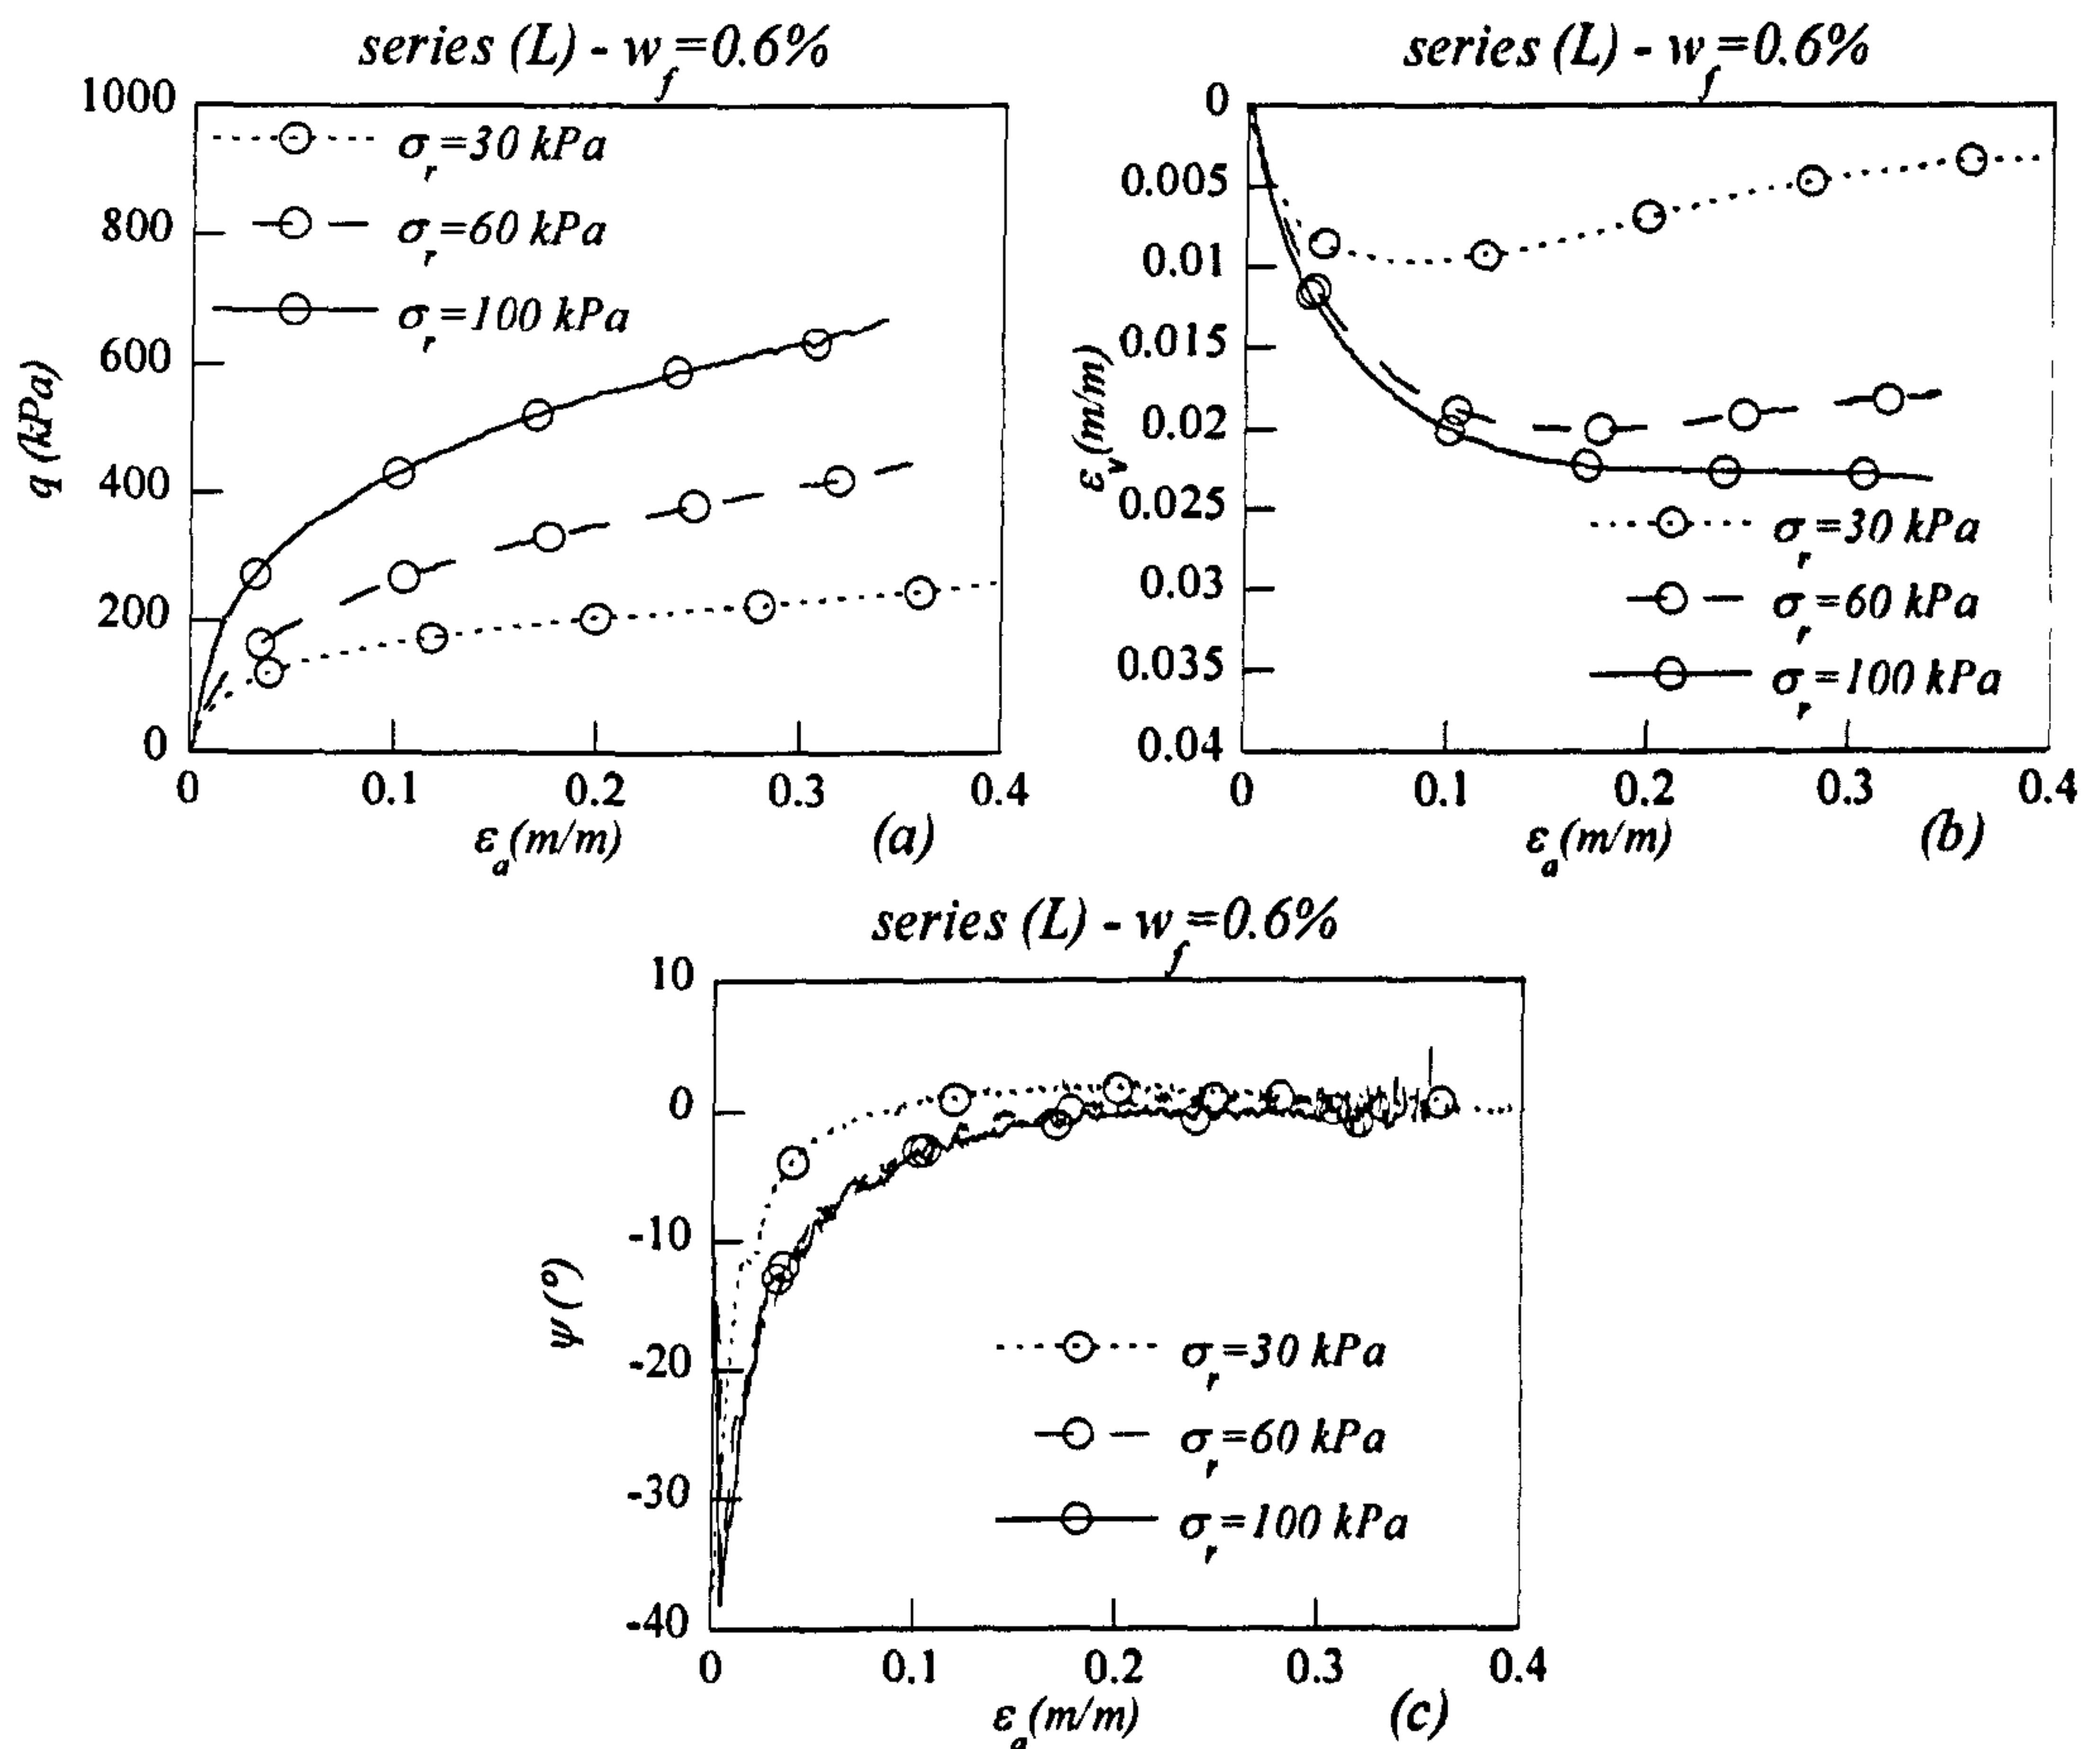 series (L) - w_f=0.6%
1000
800
600
400
200
0
q (kPa)
σ_r=30 kPa
σ_r=60 kPa
σ_r=100 kPa
0
0.1
0.2
0.3
0.4
ε_a (m/m)
(a)
series (L) - w_f=0.6%
0
0.005
0.01
0.015
0.02
0.025
0.03
0.035
0.04
ε_v (m/m)
σ_r=30 kPa
σ_r=60 kPa
σ_r=100 kPa
0
0.1
0.2
0.3
0.4
ε_a (m/m)
(b)
series (L) - w_f=0.6%
10
0
-10
-20
-30
-40
ψ (°)
σ_r=30 kPa
σ_r=60 kPa
σ_r=100 kPa
0
0.1
0.2
0.3
0.4
ε_a (m/m)
(c)